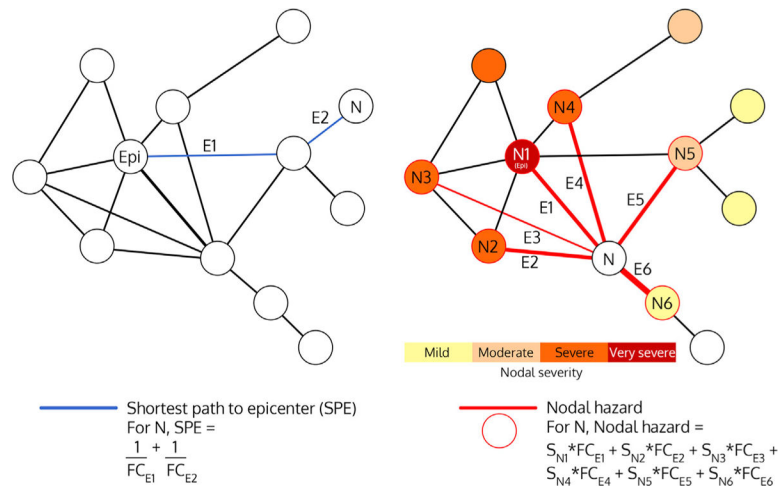 N
E2
E1
Epi
N4
N1
(Epi)
N5
N3
E4
E1
E5
E3
N2
E2
N
E6
N6
Mild Moderate Severe Very severe
Nodal severity
Shortest path to epicenter (SPE)
For N, SPE =
1/FC_E1 + 1/FC_E2
Nodal hazard
For N, Nodal hazard =
S_N1*FC_E1 + S_N2*FC_E2 + S_N3*FC_E3 +
S_N4*FC_E4 + S_N5*FC_E5 + S_N6*FC_E6